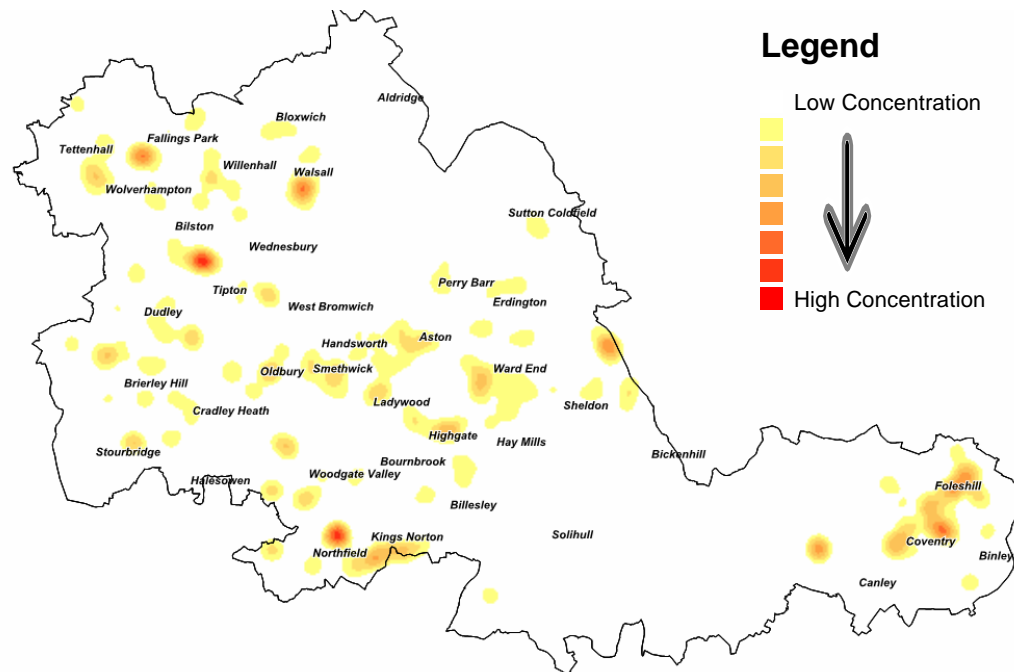 Legend
Low Concentration
High Concentration
Aldridge
Bloxwich
Fallings Park
Tettenhall
Willenhall
Walsall
Wolverhampton
Sutton Coldfield
Bilston
Wednesbury
Perry Barr
Tipton
Erdington
West Bromwich
Dudley
Aston
Handsworth
Ward End
Smethwick
Oldbury
Brierley Hill
Ladywood
Sheldon
Cradley Heath
Highgate
Hay Mills
Stourbridge
Bickenhill
Bournbrook
Woodgate Valley
Halesowen
Foleshill
Billesley
Solihull
Kings Norton
Coventry
Northfield
Binley
Canley